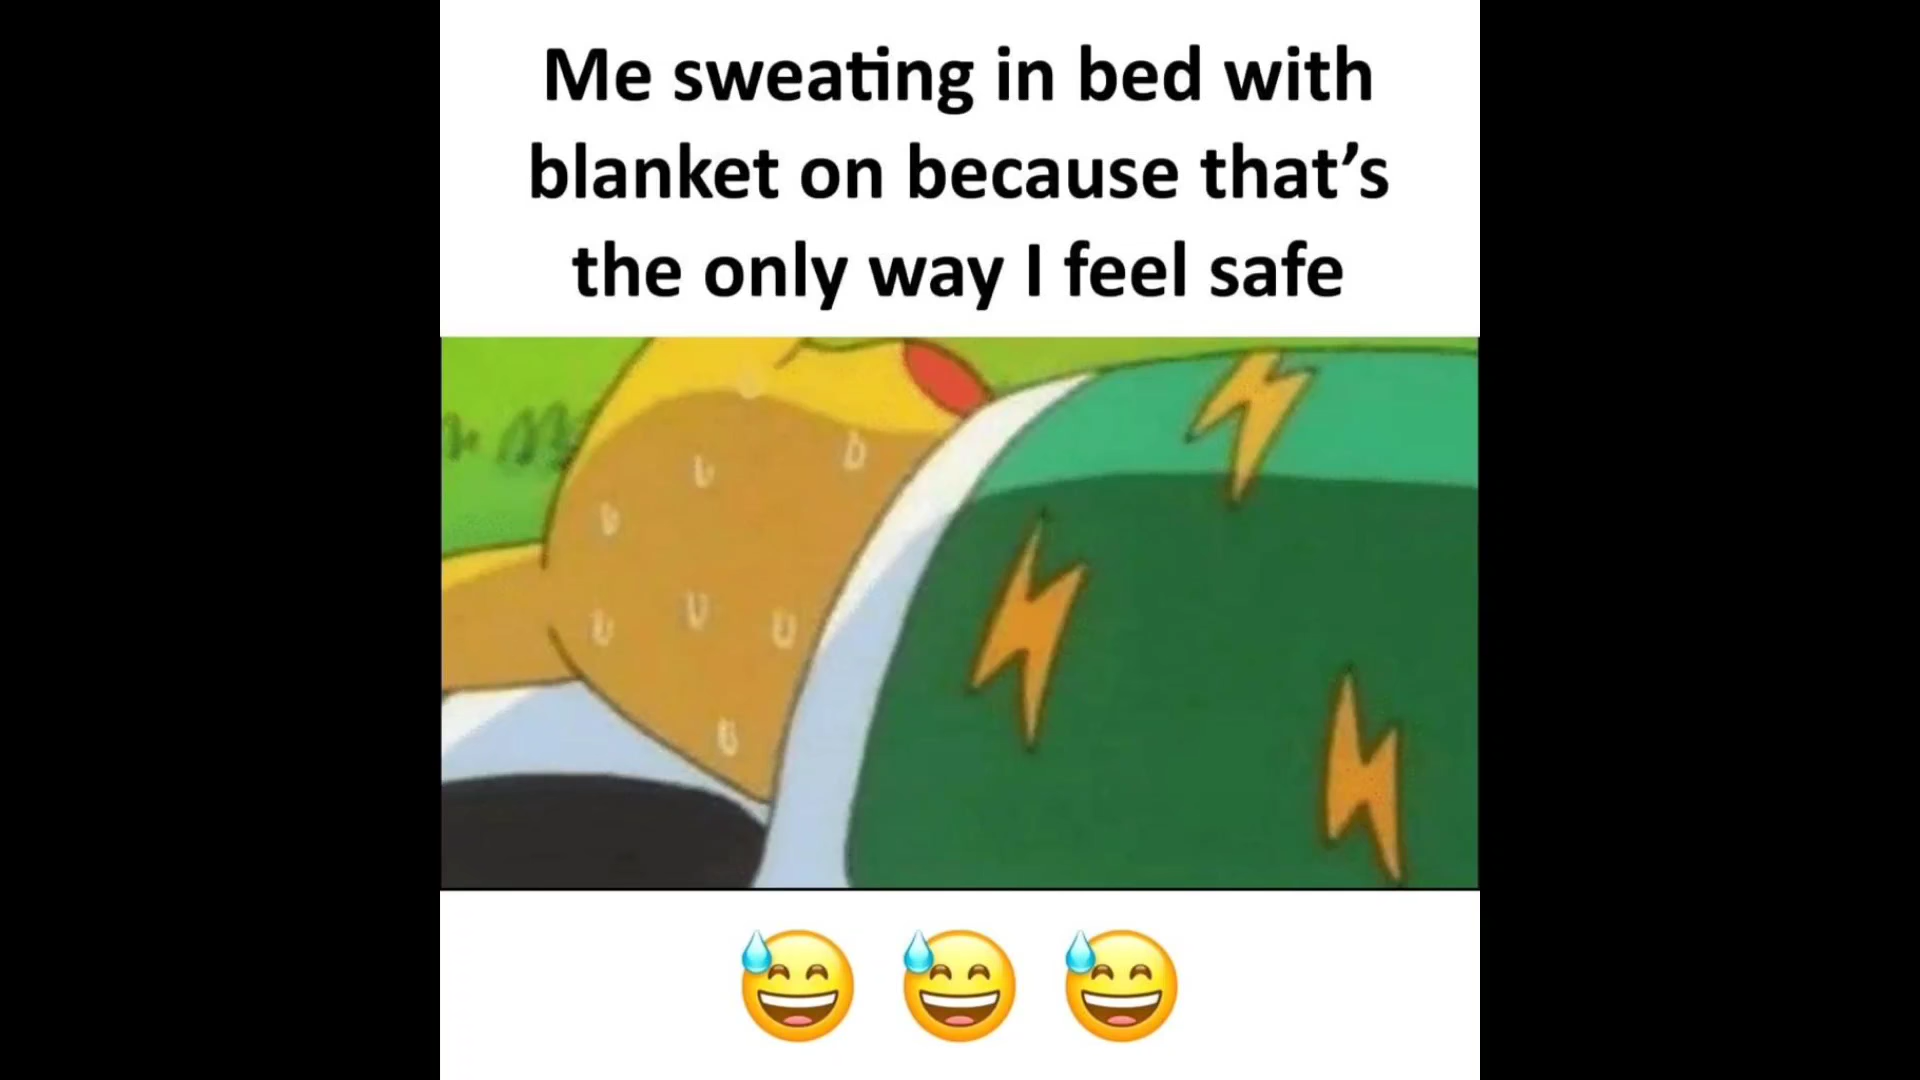 Me sweating in bed with
blanket on because that’s
the only way I feel safe